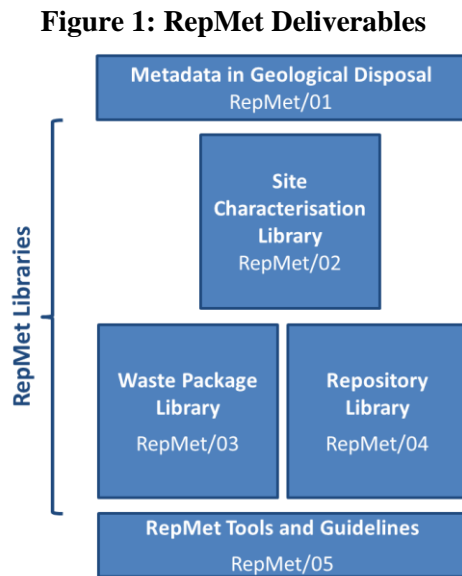 Figure 1: RepMet Deliverables
Metadata in Geological Disposal
RepMet/01
RepMet Libraries
Site
Characterisation
Library
RepMet/02
Waste Package
Library
RepMet/03
Repository
Library
RepMet/04
RepMet Tools and Guidelines
RepMet/05